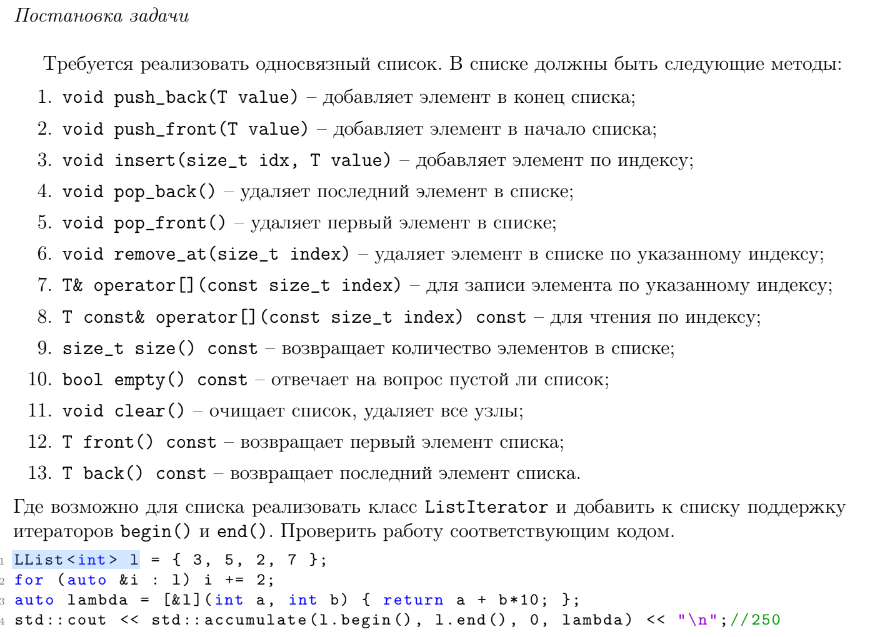 Постановка задачи
Требуется реализовать односвязный список. В списке должны быть следующие методы:
1. void push_back(T value) – добавляет элемент в конец списка;
2. void push_front(T value) – добавляет элемент в начало списка;
3. void insert(size_t idx, T value) – добавляет элемент по индексу;
4. void pop_back() – удаляет последний элемент в списке;
5. void pop_front() – удаляет первый элемент в списке;
6. void remove_at(size_t index) – удаляет элемент в списке по указанному индексу;
7. T& operator[](const size_t index) – для записи элемента по указанному индексу;
8. T const& operator[](const size_t index) const – для чтения по индексу;
9. size_t size() const – возвращает количество элементов в списке;
10. bool empty() const – отвечает на вопрос пустой ли список;
11. void clear() – очищает список, удаляет все узлы;
12. T front() const – возвращает первый элемент списка;
13. T back() const – возвращает последний элемент списка.
Где возможно для списка реализовать класс ListIterator и добавить к списку поддержку
итераторов begin() и end(). Проверить работу соответствующим кодом.
1 LList<int> l = { 3, 5, 2, 7 };
2 for (auto &i : l) i += 2;
3 auto lambda = [&l](int a, int b) { return a + b*10; };
4 std::cout << std::accumulate(l.begin(), l.end(), 0, lambda) << "\n";//250